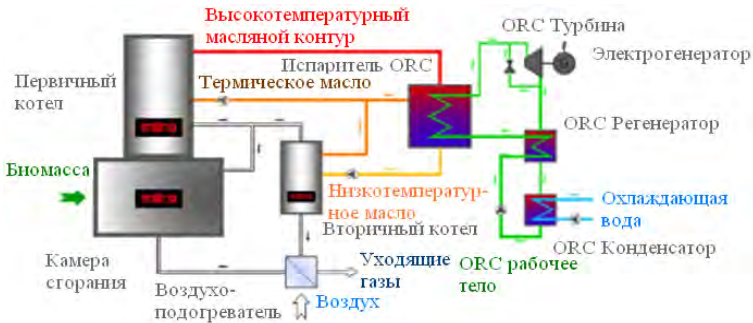 Высокотемпературный
масляной контур
ORC Турбина
Электрогенератор
Испаритель ORC
Первичный
котел
Термическое масло
ORC Регенератор
Биомасса
Низкотемператур-
ное масло
Охлаждающая
вода
Вторичный котел
ORC Конденсатор
Камера
сгорания
Уходящие
газы
ORC рабочее
тело
Воздухо-
подогреватель
Воздух